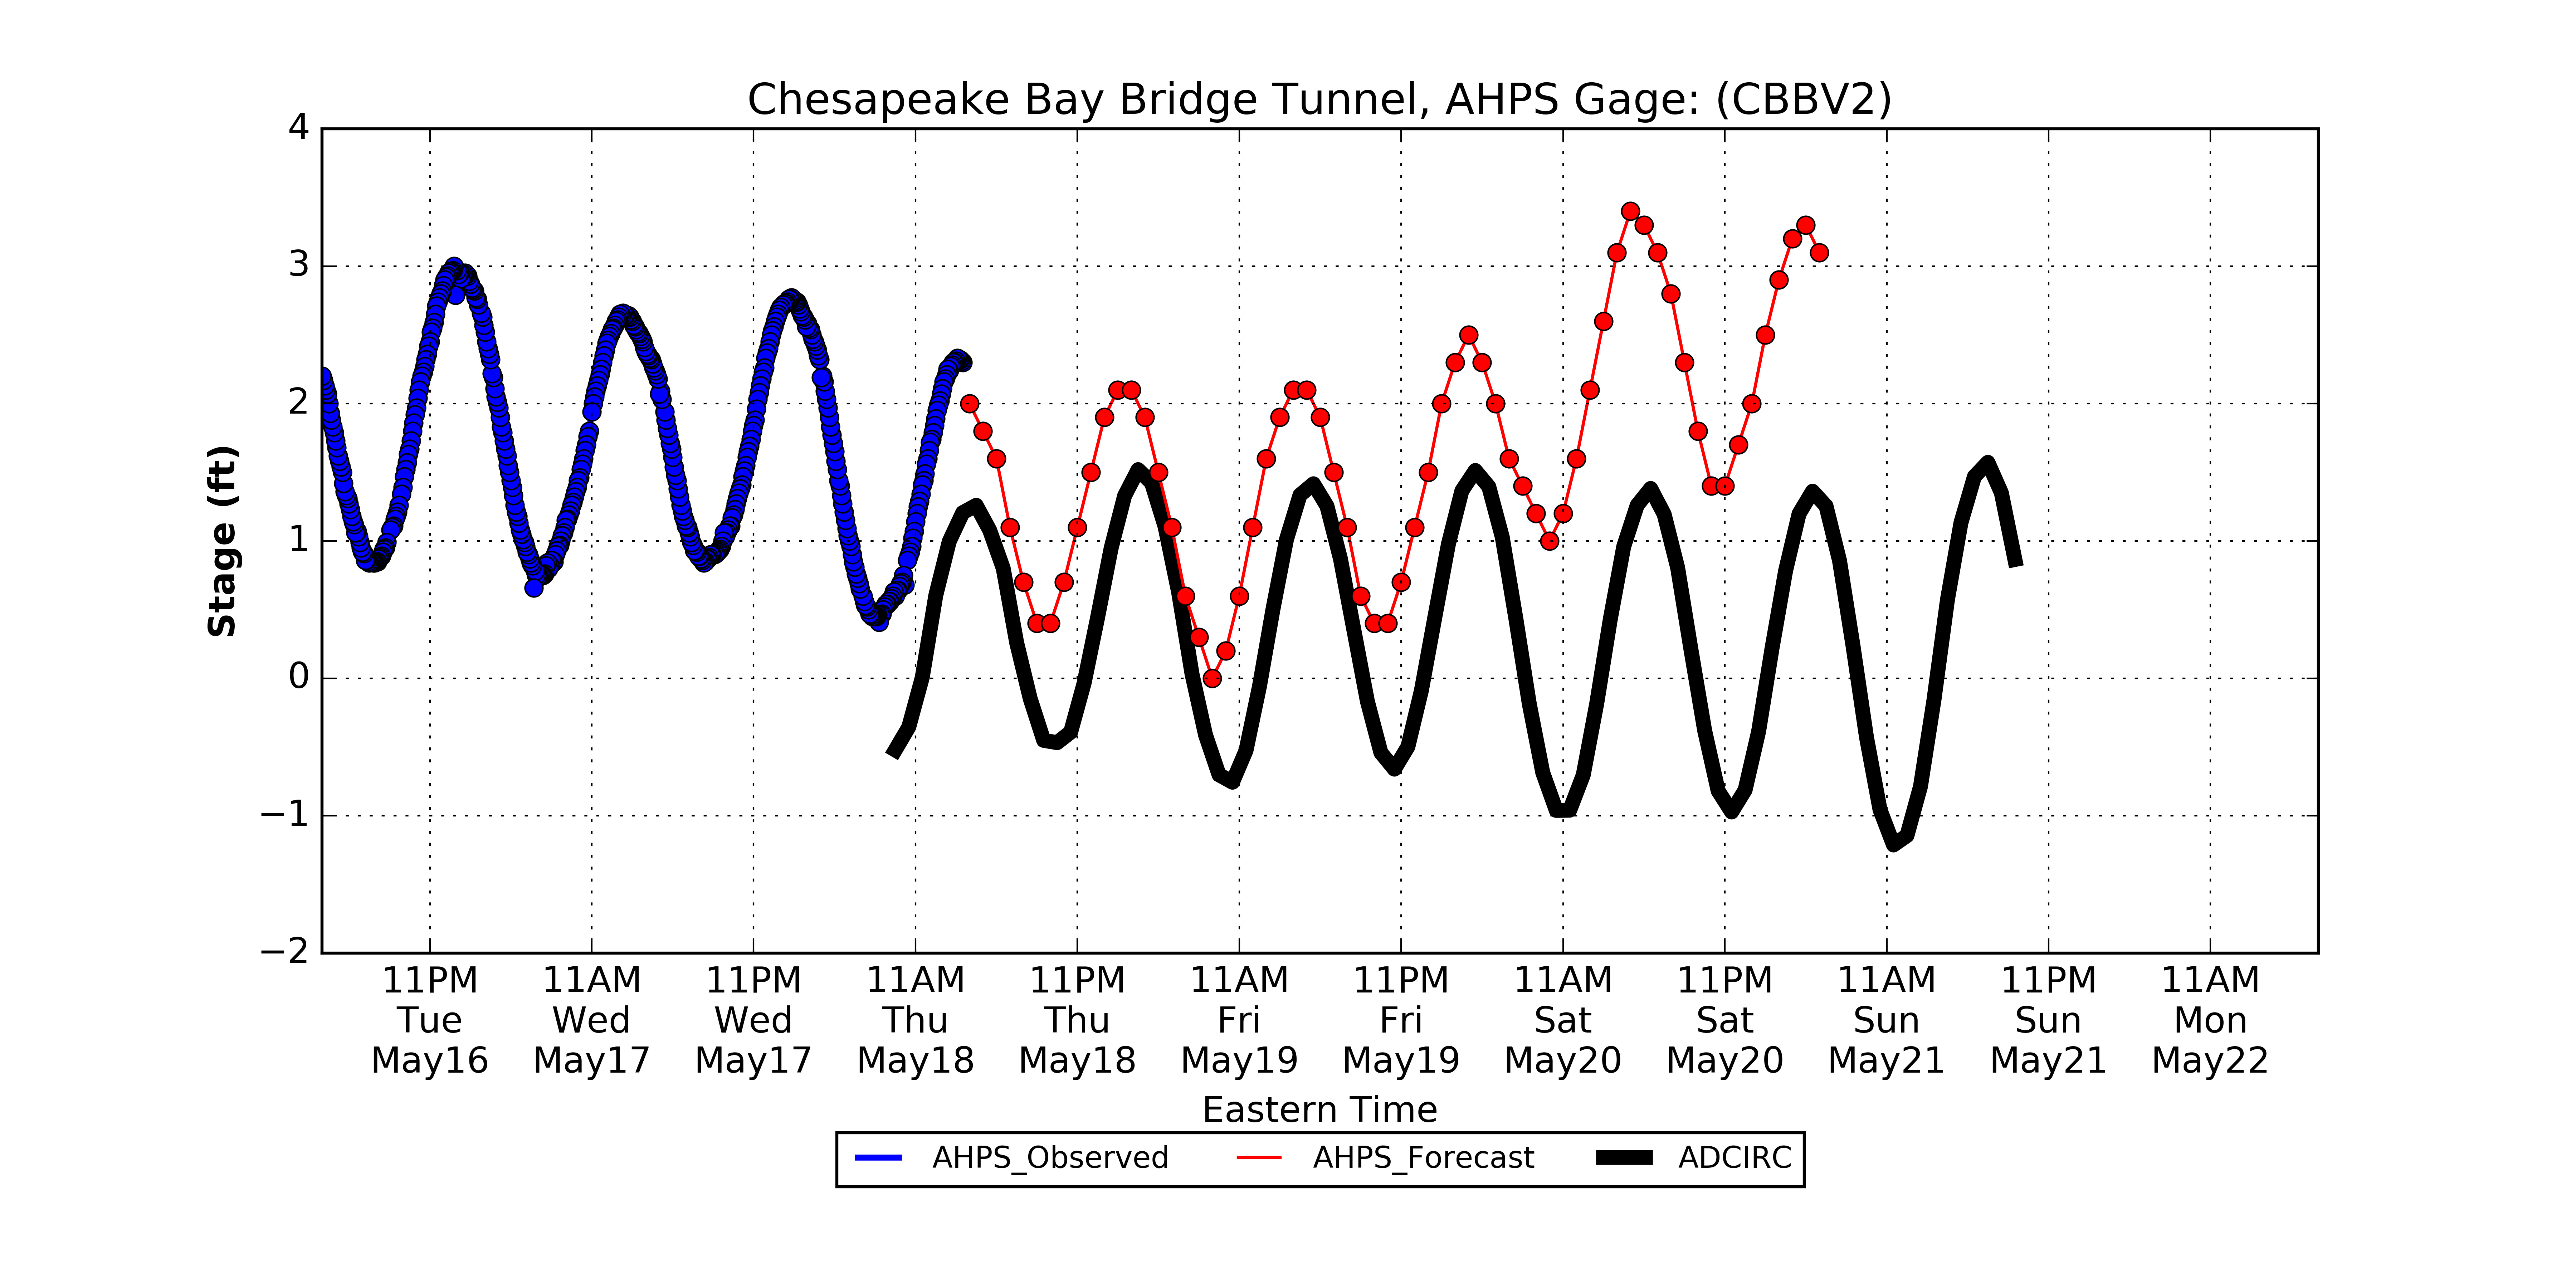 Chesapeake Bay Bridge Tunnel, AHPS Gage: (CBBV2)
4
3
2
1
0
−1
−2
Stage (ft)
11PM 11AM 11PM 11AM 11PM 11AM 11PM 11AM 11PM 11AM 11PM 11AM
Tue Wed Wed Thu Thu Fri Fri Sat Sat Sun Sun Mon
May16 May17 May17 May18 May18 May19 May19 May20 May20 May21 May21 May22
Eastern Time
AHPS_Observed AHPS_Forecast ADCIRC